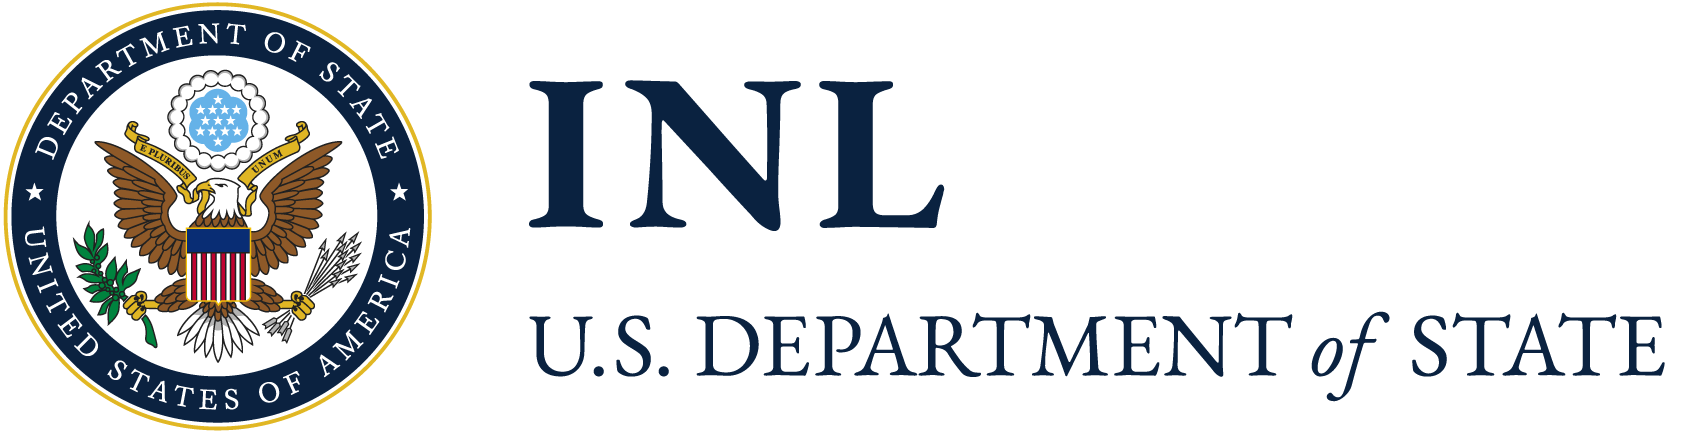 DEPARTMENT OF STATE
UNITED STATES OF AMERICA
E PLURIBUS UNUM
INL
U.S. DEPARTMENT of STATE